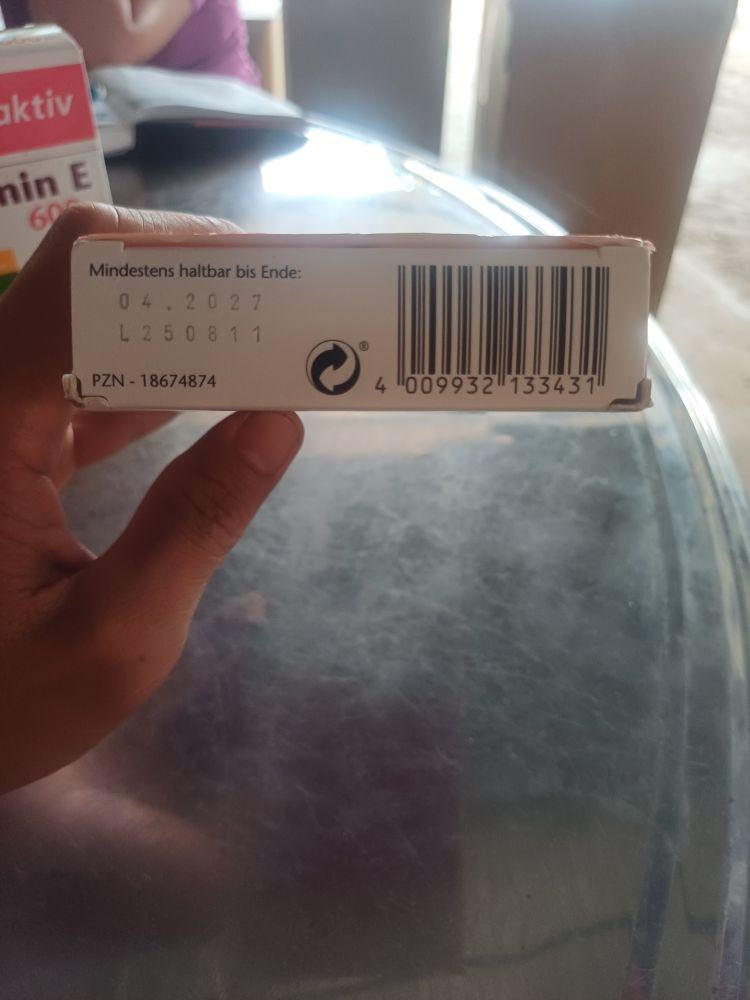 aktiv
min E
Mindestens haltbar bis Ende:
04.2027
L250811
PZN - 18674874
®
4 009932 133431